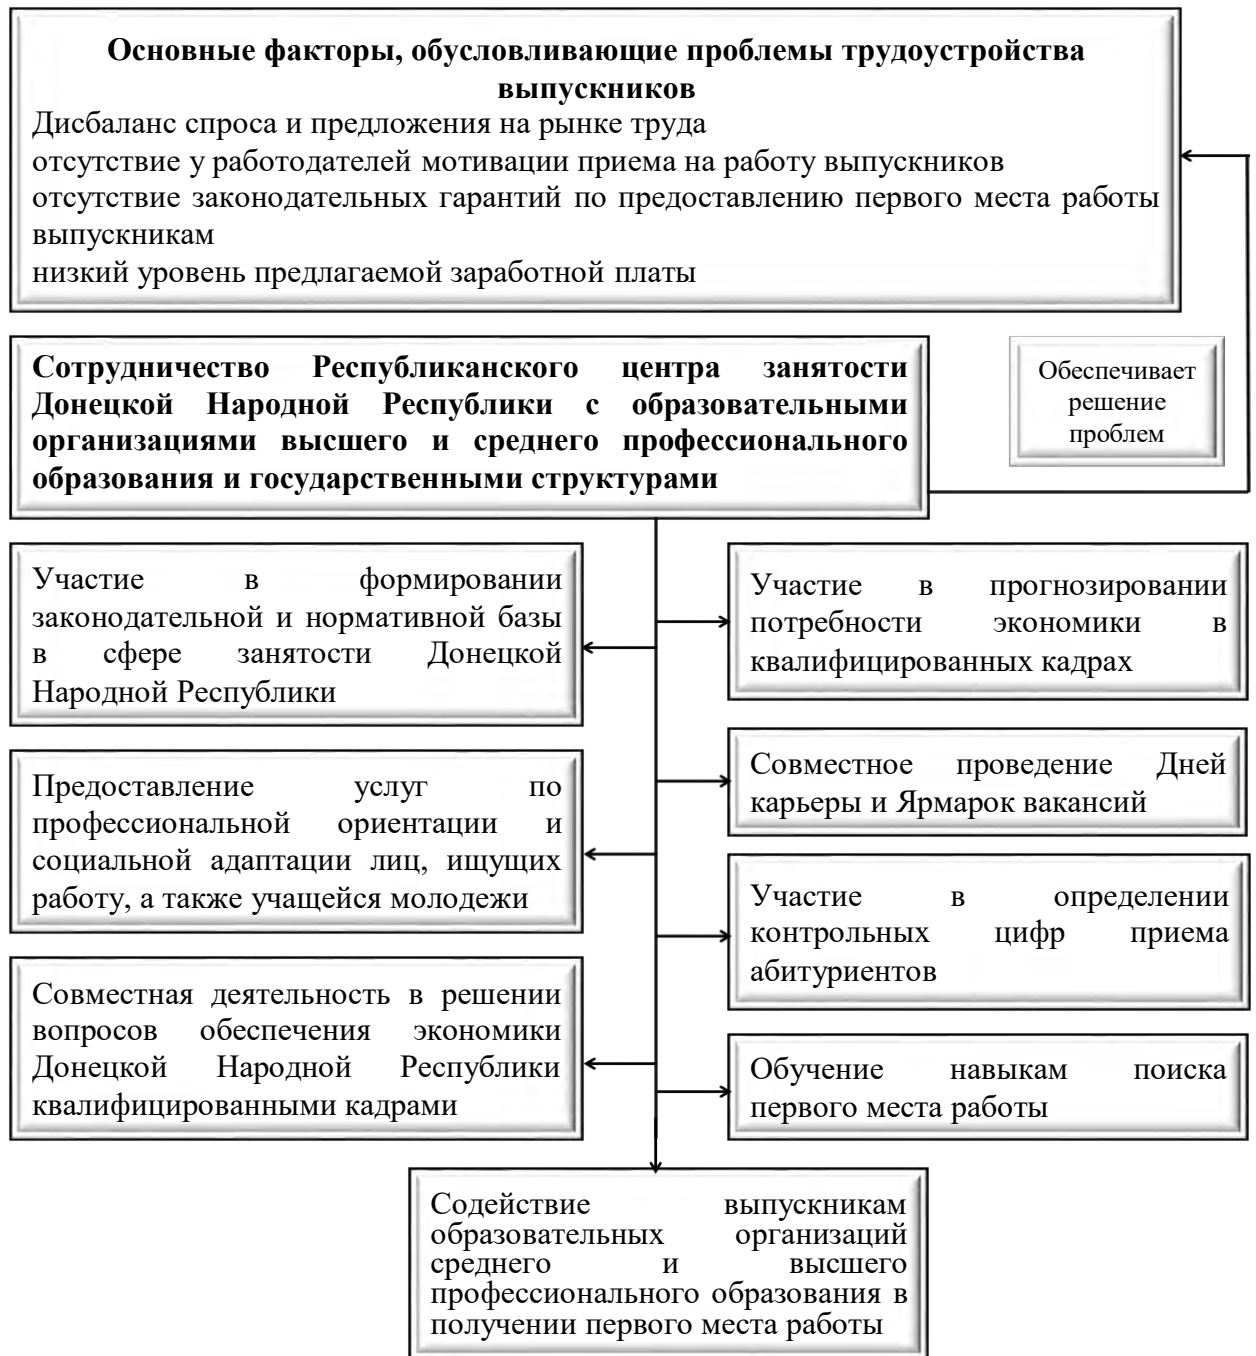 Основные факторы, обусловливающие проблемы трудоустройства
выпускников
Дисбаланс спроса и предложения на рынке труда
отсутствие у работодателей мотивации приема на работу выпускников
отсутствие законодательных гарантий по предоставлению первого места работы
выпускникам
низкий уровень предлагаемой заработной платы
Сотрудничество Республиканского центра занятости
Донецкой Народной Республики с образовательными
организациями высшего и среднего профессионального
образования и государственными структурами
Обеспечивает
решение
проблем
Участие в формировании
законодательной и нормативной базы
в сфере занятости Донецкой
Народной Республики
Участие в прогнозировании
потребности экономики в
квалифицированных кадрах
Предоставление услуг по
профессиональной ориентации и
социальной адаптации лиц, ищущих
работу, а также учащейся молодежи
Совместное проведение Дней
карьеры и Ярмарок вакансий
Участие в определении
контрольных цифр приема
абитуриентов
Совместная деятельность в решении
вопросов обеспечения экономики
Донецкой Народной Республики
квалифицированными кадрами
Обучение навыкам поиска
первого места работы
Содействие выпускникам
образовательных организаций
среднего и высшего
профессионального образования в
получении первого места работы